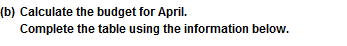 (b) Calculate the budget for April.
Complete the table using the information below.